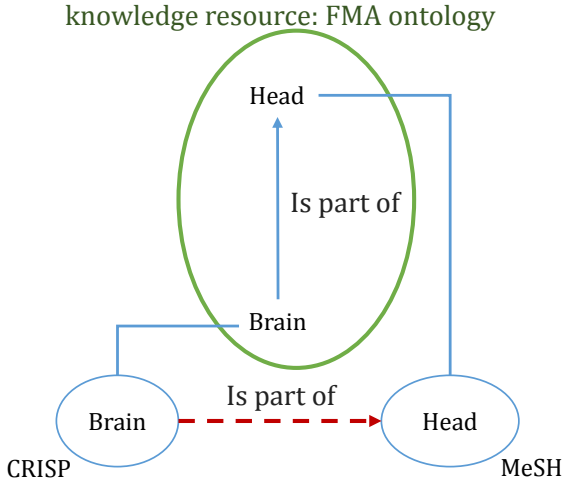 knowledge resource: FMA ontology
Head
Is part of
Brain
Is part of
Brain
Head
CRISP
MeSH